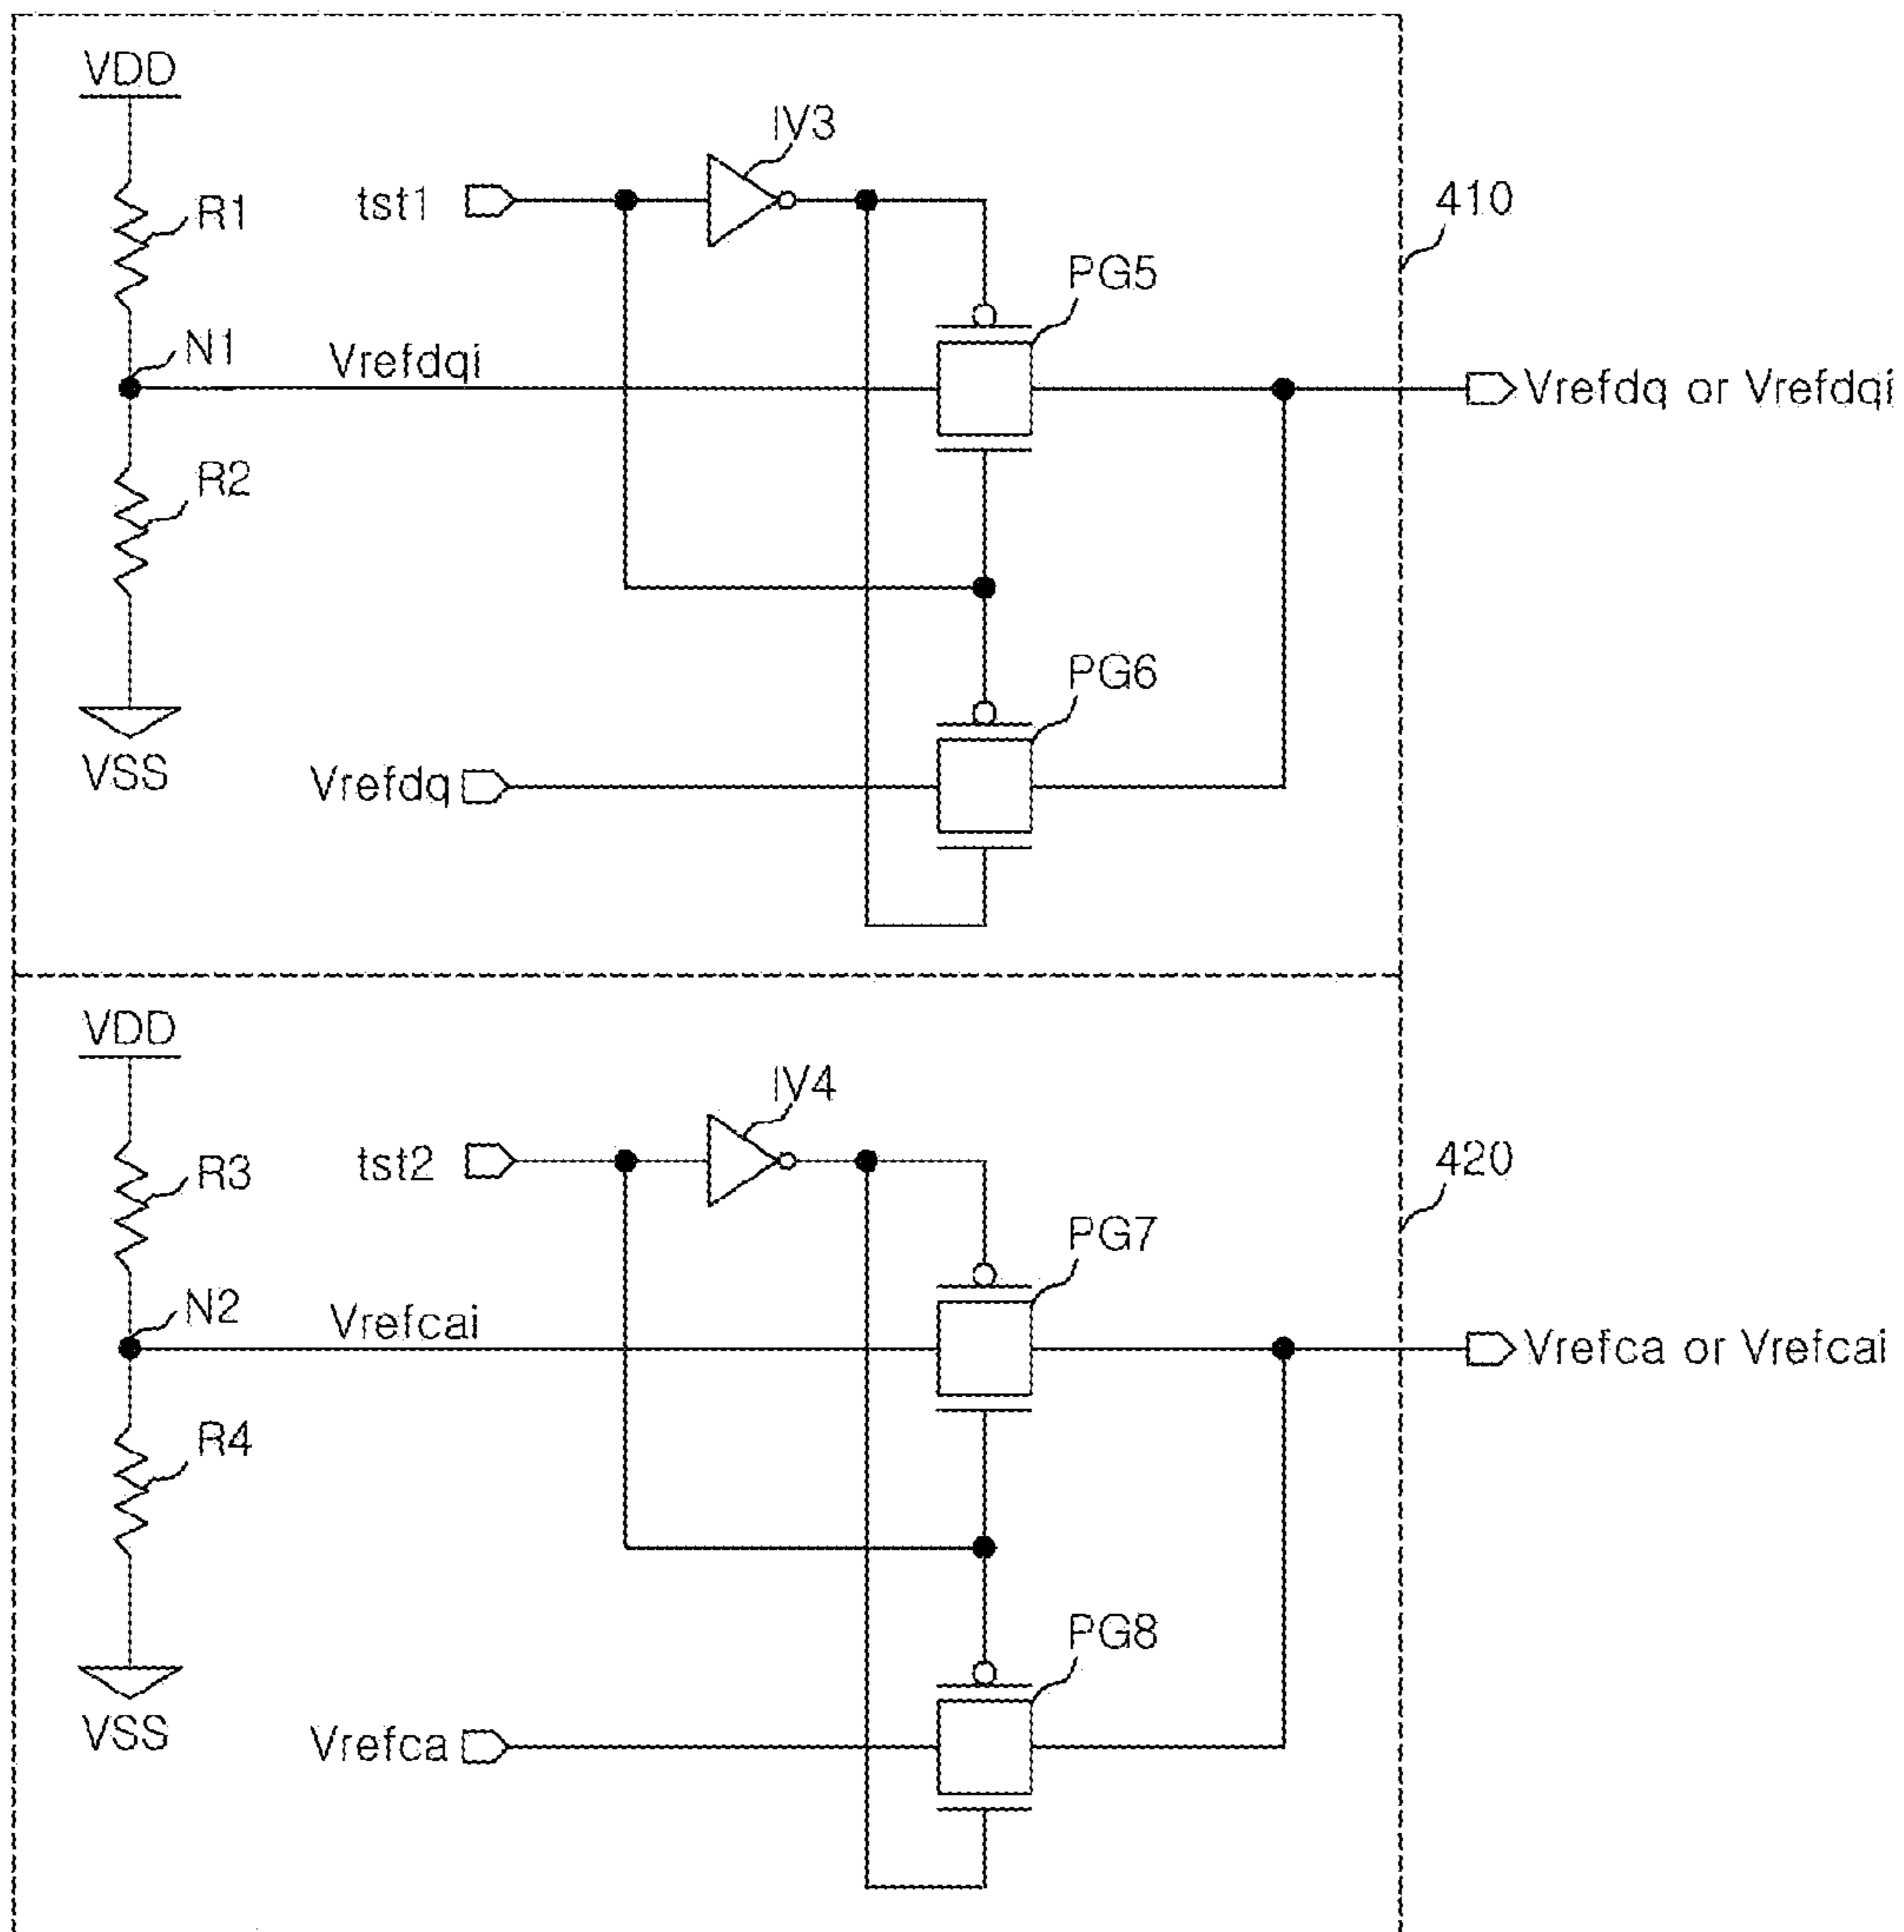 VDD
IV3
tst1
R1
410
PG5
N1
Vrefdqi
Vrefdq or Vrefdqi
R2
PG6
VSS
Vrefdq
VDD
IV4
tst2
R3
420
PG7
N2
Vrefcai
Vrefca or Vrefcai
R4
PG8
VSS
Vrefca